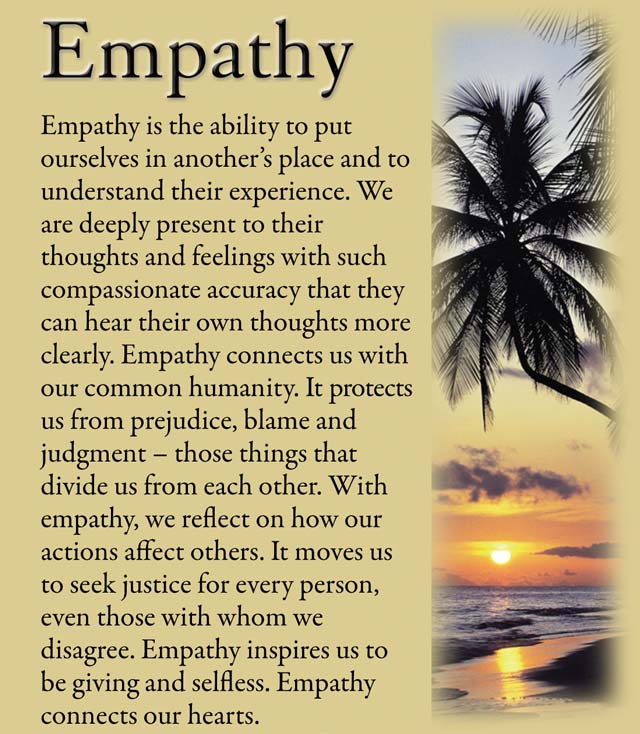 Empathy
Empathy is the ability to put
ourselves in another’s place and to
understand their experience. We
are deeply present to their
thoughts and feelings with such
compassionate accuracy that they
can hear their own thoughts more
clearly. Empathy connects us with
our common humanity. It protects
us from prejudice, blame and
judgment – those things that
divide us from each other. With
empathy, we reflect on how our
actions affect others. It moves us
to seek justice for every person,
even those with whom we
disagree. Empathy inspires us to
be giving and selfless. Empathy
connects our hearts.